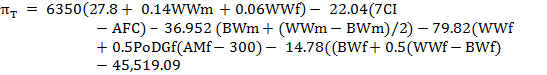 π_T = 6350(27.8 + 0.14WWm + 0.06WWf) − 22.04(7CI
− AFC) − 36.952 (BWm + (WWm − BWm)/2) − 79.82(WWf
+ 0.5PoDGf(AMf − 300) − 14.78((BWf + 0.5(WWf − BWf)
− 45,519.09